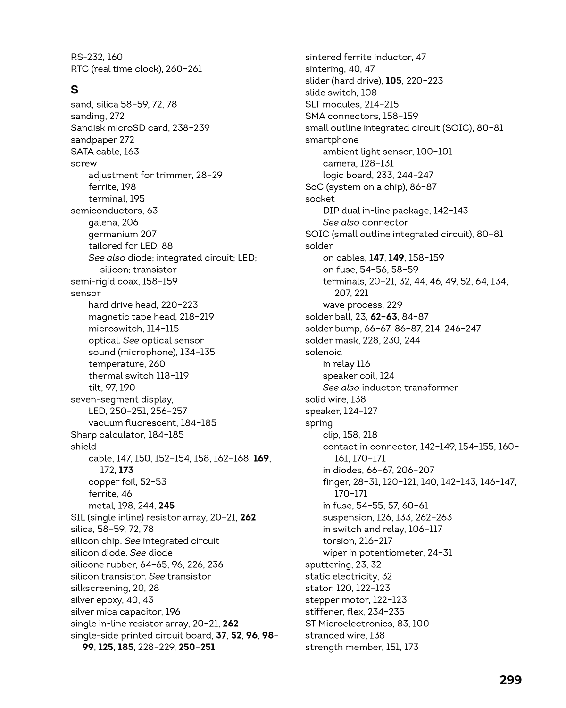 RS-232, 160
RTC (real time clock), 260–261
S
sand, silica 58–59, 72, 78
sanding, 272
Sandisk microSD card, 238–239
sandpaper 272
SATA cable, 163
screw
adjustment for trimmer, 28–29
ferrite, 198
terminal, 195
semiconductors, 63
galena, 206
germanium 207
tailored for LED 88
See also diode; integrated circuit; LED;
silicon; transistor
semi-rigid coax, 158–159
sensor
hard drive head, 220–223
magnetic tape head, 218–219
microswitch, 114–115
optical. See optical sensor
sound (microphone), 134–135
temperature, 260
thermal switch 118–119
tilt, 97, 190
seven-segment display,
LED, 250–251, 256–257
vacuum fluorescent, 184–185
Sharp calculator, 184–185
shield
cable, 147, 150, 152–154, 158, 162–168, 169,
172, 173
copper foil, 52–53
ferrite, 46
metal, 198, 244, 245
SIL (single inline) resistor array, 20–21, 262
silica, 58–59, 72, 78
silicon chip. See integrated circuit
silicon diode. See diode
silicone rubber, 64–65, 96, 226, 236
silicon transistor. See transistor
silkscreening, 20, 28
silver epoxy, 40, 43
silver mica capacitor, 196
single in-line resistor array, 20–21, 262
single-side printed circuit board, 37, 52, 96, 98–
99, 125, 185, 228–229, 250–251
sintered ferrite inductor, 47
sintering, 40, 47
slider (hard drive), 105, 220–223
slide switch, 108
SLT modules, 214–215
SMA connectors, 158–159
small outline integrated circuit (SOIC), 80–81
smartphone
ambient light sensor, 100–101
camera, 128–131
logic board, 233, 244–247
SoC (system on a chip), 86–87
socket
DIP dual in-line package, 142–143
See also connector
SOIC (small outline integrated circuit), 80–81
solder
on cables, 147, 149, 158–159
on fuse, 54–56, 58–59
terminals, 20–21, 32, 44, 46, 49, 52, 64, 134,
207, 221
wave process, 229
solder ball, 23, 62–63, 84–87
solder bump, 66–67, 86–87, 214, 246–247
solder mask, 228, 230, 244
solenoid
in relay 116
speaker coil, 124
See also inductor; transformer
solid wire, 138
speaker, 124–127
spring
clip, 158, 218
contact in connector, 142–149, 154–155, 160–
161, 170–171
in diodes, 66–67, 206–207
finger, 28–31, 120–121, 140, 142–143, 146–147,
170–171
in fuse, 54–55, 57, 60–61
suspension, 126, 133, 262–263
in switch and relay, 106–117
torsion, 216–217
wiper in potentiometer, 24–31
sputtering, 23, 32
static electricity, 32
stator, 120, 122–123
stepper motor, 122–123
stiffener, flex, 234–235
ST Microelectronics, 83, 100
stranded wire, 138
strength member, 151, 173
299